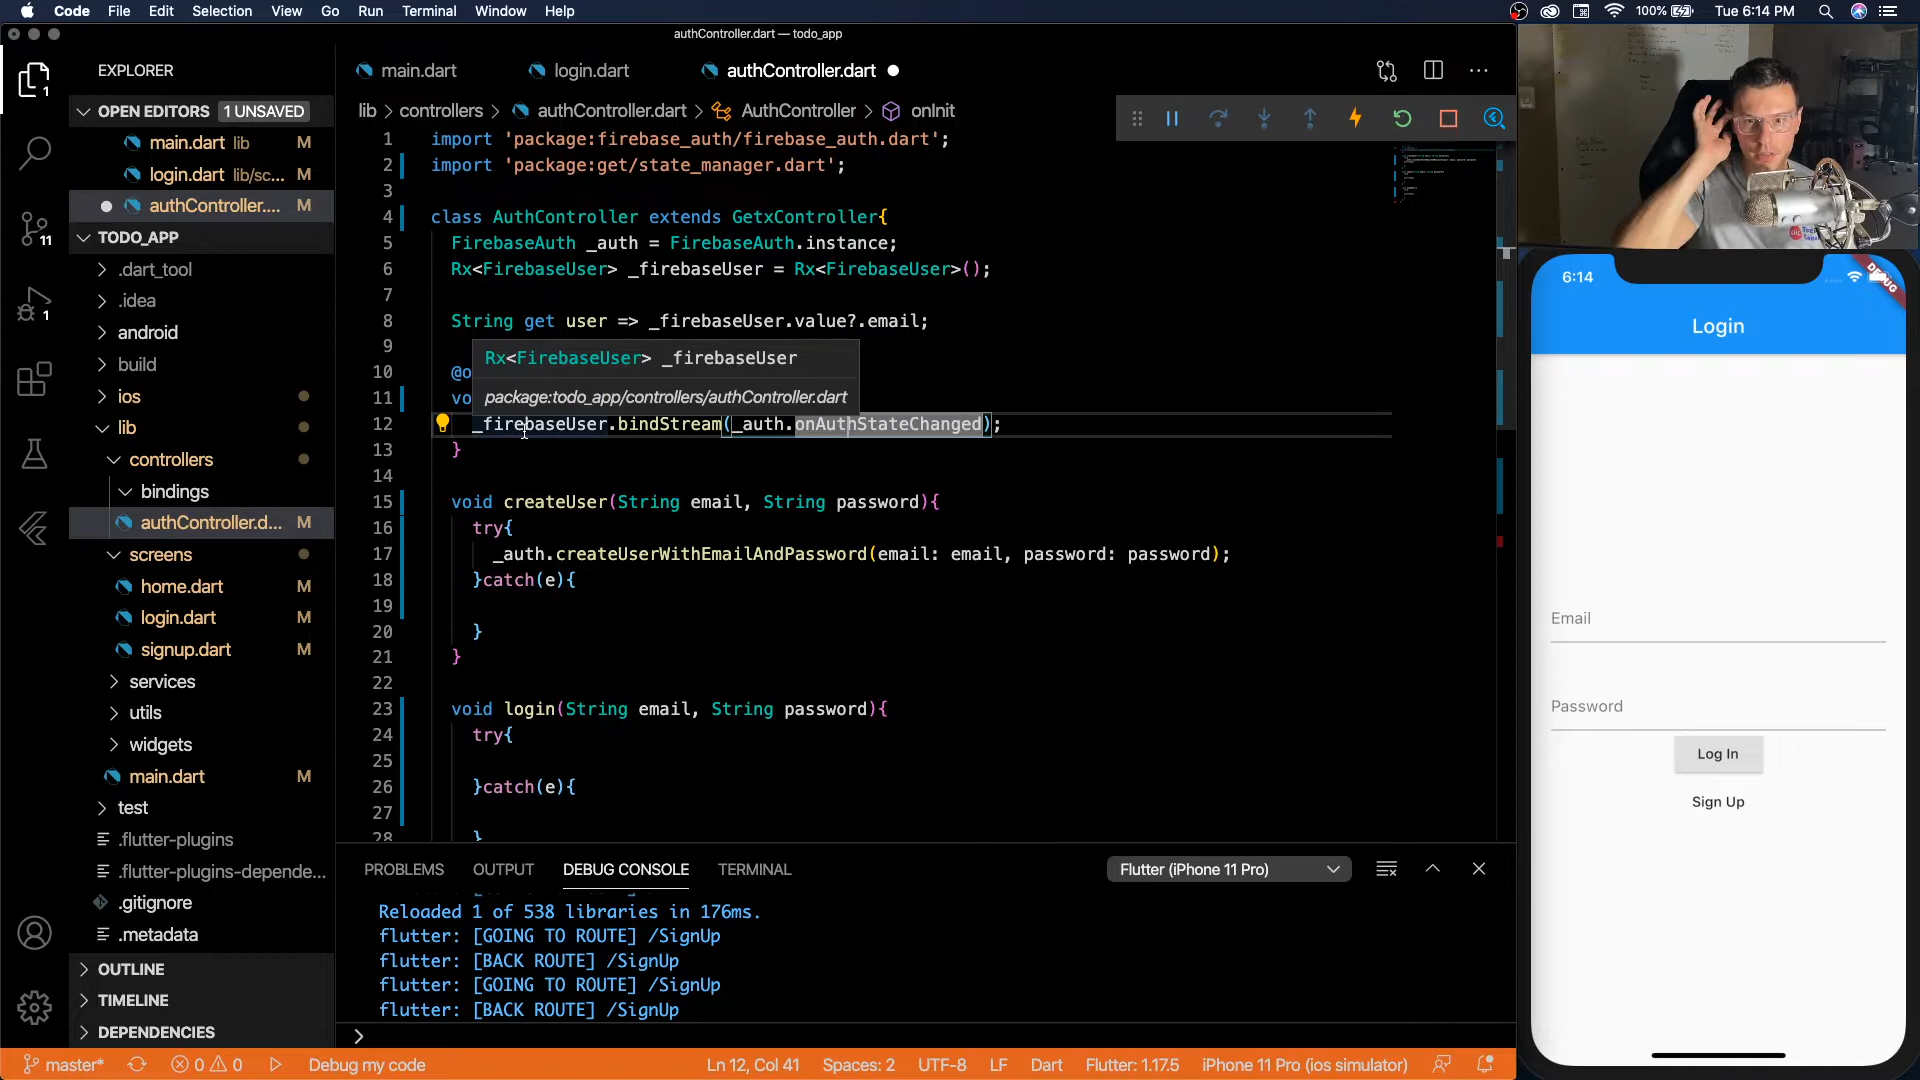 Code File Edit Selection View Go Run Terminal Window Help
100% Tue 6:14 PM
authController.dart — todo_app
EXPLORER
OPEN EDITORS 1 UNSAVED
main.dart lib M
login.dart lib/sc... M
authController.... M
TODO_APP
.dart_tool
.idea
android
build
ios
lib
controllers
bindings
authController.d... M
screens
home.dart M
login.dart M
signup.dart M
services
utils
widgets
main.dart M
test
.flutter-plugins
.flutter-plugins-depende...
.gitignore
.metadata
OUTLINE
TIMELINE
DEPENDENCIES
1
11
1
main.dart login.dart authController.dart
lib > controllers > authController.dart > AuthController > onInit
1 import 'package:firebase_auth/firebase_auth.dart';
2 import 'package:get/state_manager.dart';
3
4 class AuthController extends GetxController{
5 FirebaseAuth _auth = FirebaseAuth.instance;
6 Rx<FirebaseUser> _firebaseUser = Rx<FirebaseUser>();
7
8 String get user => _firebaseUser.value?.email;
9
Rx<FirebaseUser> _firebaseUser
10 @o
package:todo_app/controllers/authController.dart
11 vo
12 _firebaseUser.bindStream(_auth.onAuthStateChanged);
13 }
14
15 void createUser(String email, String password){
16 try{
17 _auth.createUserWithEmailAndPassword(email: email, password: password);
18 }catch(e){
19
20 }
21 }
22
23 void login(String email, String password){
24 try{
25
26 }catch(e){
27
28 }
PROBLEMS OUTPUT DEBUG CONSOLE TERMINAL
Flutter (iPhone 11 Pro)
Reloaded 1 of 538 libraries in 176ms.
flutter: [GOING TO ROUTE] /SignUp
flutter: [BACK ROUTE] /SignUp
flutter: [GOING TO ROUTE] /SignUp
flutter: [BACK ROUTE] /SignUp
>
master* 0 0 Debug my code Ln 12, Col 41 Spaces: 2 UTF-8 LF Dart Flutter: 1.17.5 iPhone 11 Pro (ios simulator)
6:14
DEBUG
Login
Email
Password
Log In
Sign Up